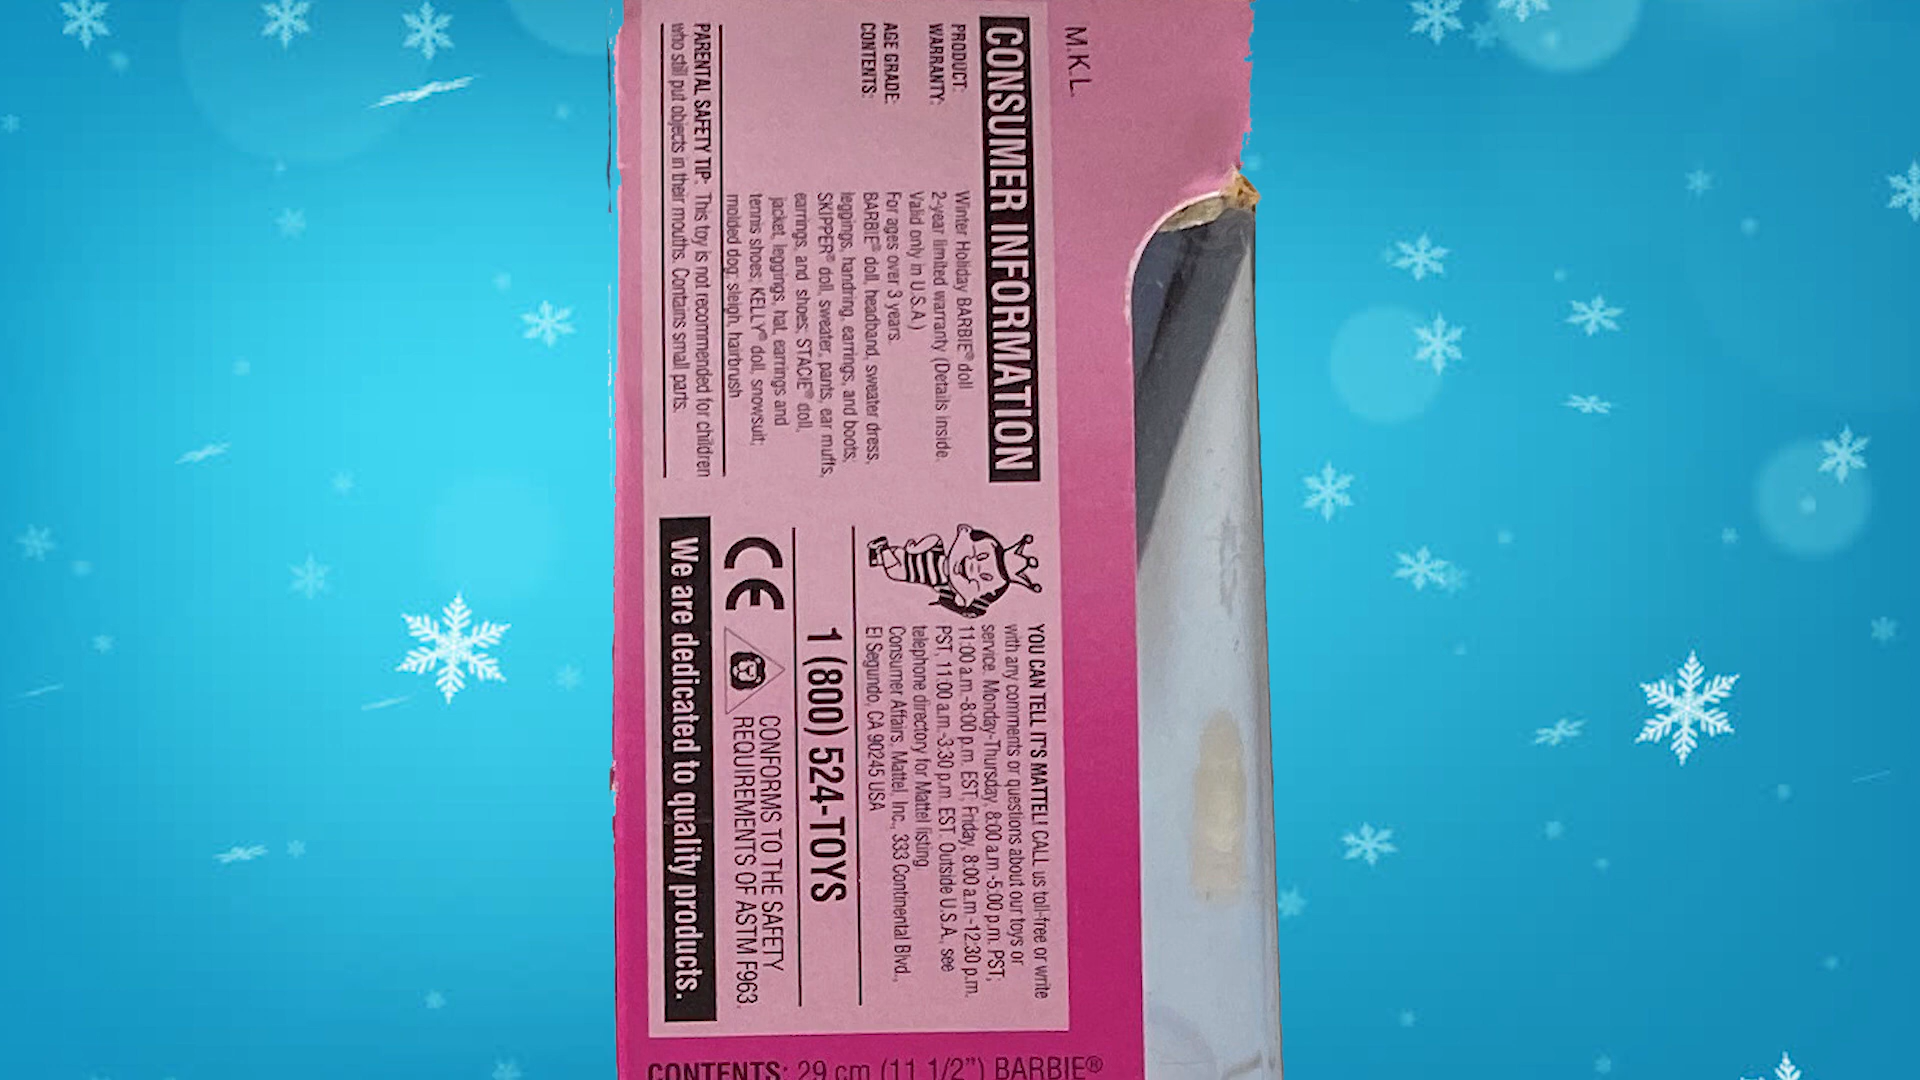 M.K.L.
CONSUMER INFORMATION
PRODUCT: Winter Holiday BARBIE® doll
WARRANTY: 2-year limited warranty (Details inside.
Valid only in U.S.A.)
AGE GRADE: For ages over 3 years.
CONTENTS: BARBIE® doll, headband, sweater dress,
leggings, handring, earrings, and boots;
SKIPPER® doll, sweater, pants, ear muffs,
earrings, and shoes; STACIE® doll,
jacket, leggings, hat, earrings and
tennis shoes; KELLY® doll, snowsuit;
molded dog; sleigh, hairbrush
PARENTAL SAFETY TIP: This toy is not recommended for children
who still put objects in their mouths. Contains small parts.
YOU CAN TELL IT'S MATTEL! CALL us toll-free or write
with any comments or questions about our toys or
service. Monday-Thursday, 8:00 a.m.-5:00 p.m. PST;
11:00 a.m.-8:00 p.m. EST; Friday, 8:00 a.m.-12:30 p.m.
PST, 11:00 a.m.-3:30 p.m. EST. Outside U.S.A., see
telephone directory for Mattel listing.
Consumer Affairs, Mattel, Inc., 333 Continental Blvd.,
El Segundo, CA 90245 USA
1 (800) 524-TOYS
CE
CONFORMS TO THE SAFETY
REQUIREMENTS OF ASTM F963.
We are dedicated to quality products.
CONTENTS: 29 cm (11 1/2") BARBIE®